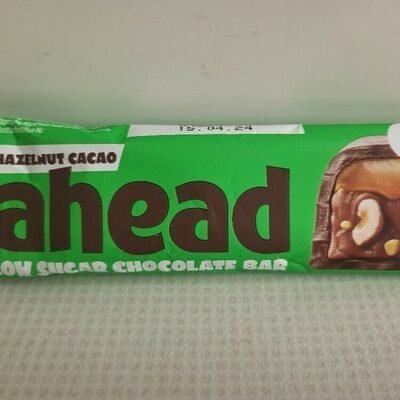 15.04.24
HAZELNUT CACAO
ahead
LOW SUGAR CHOCOLATE BAR